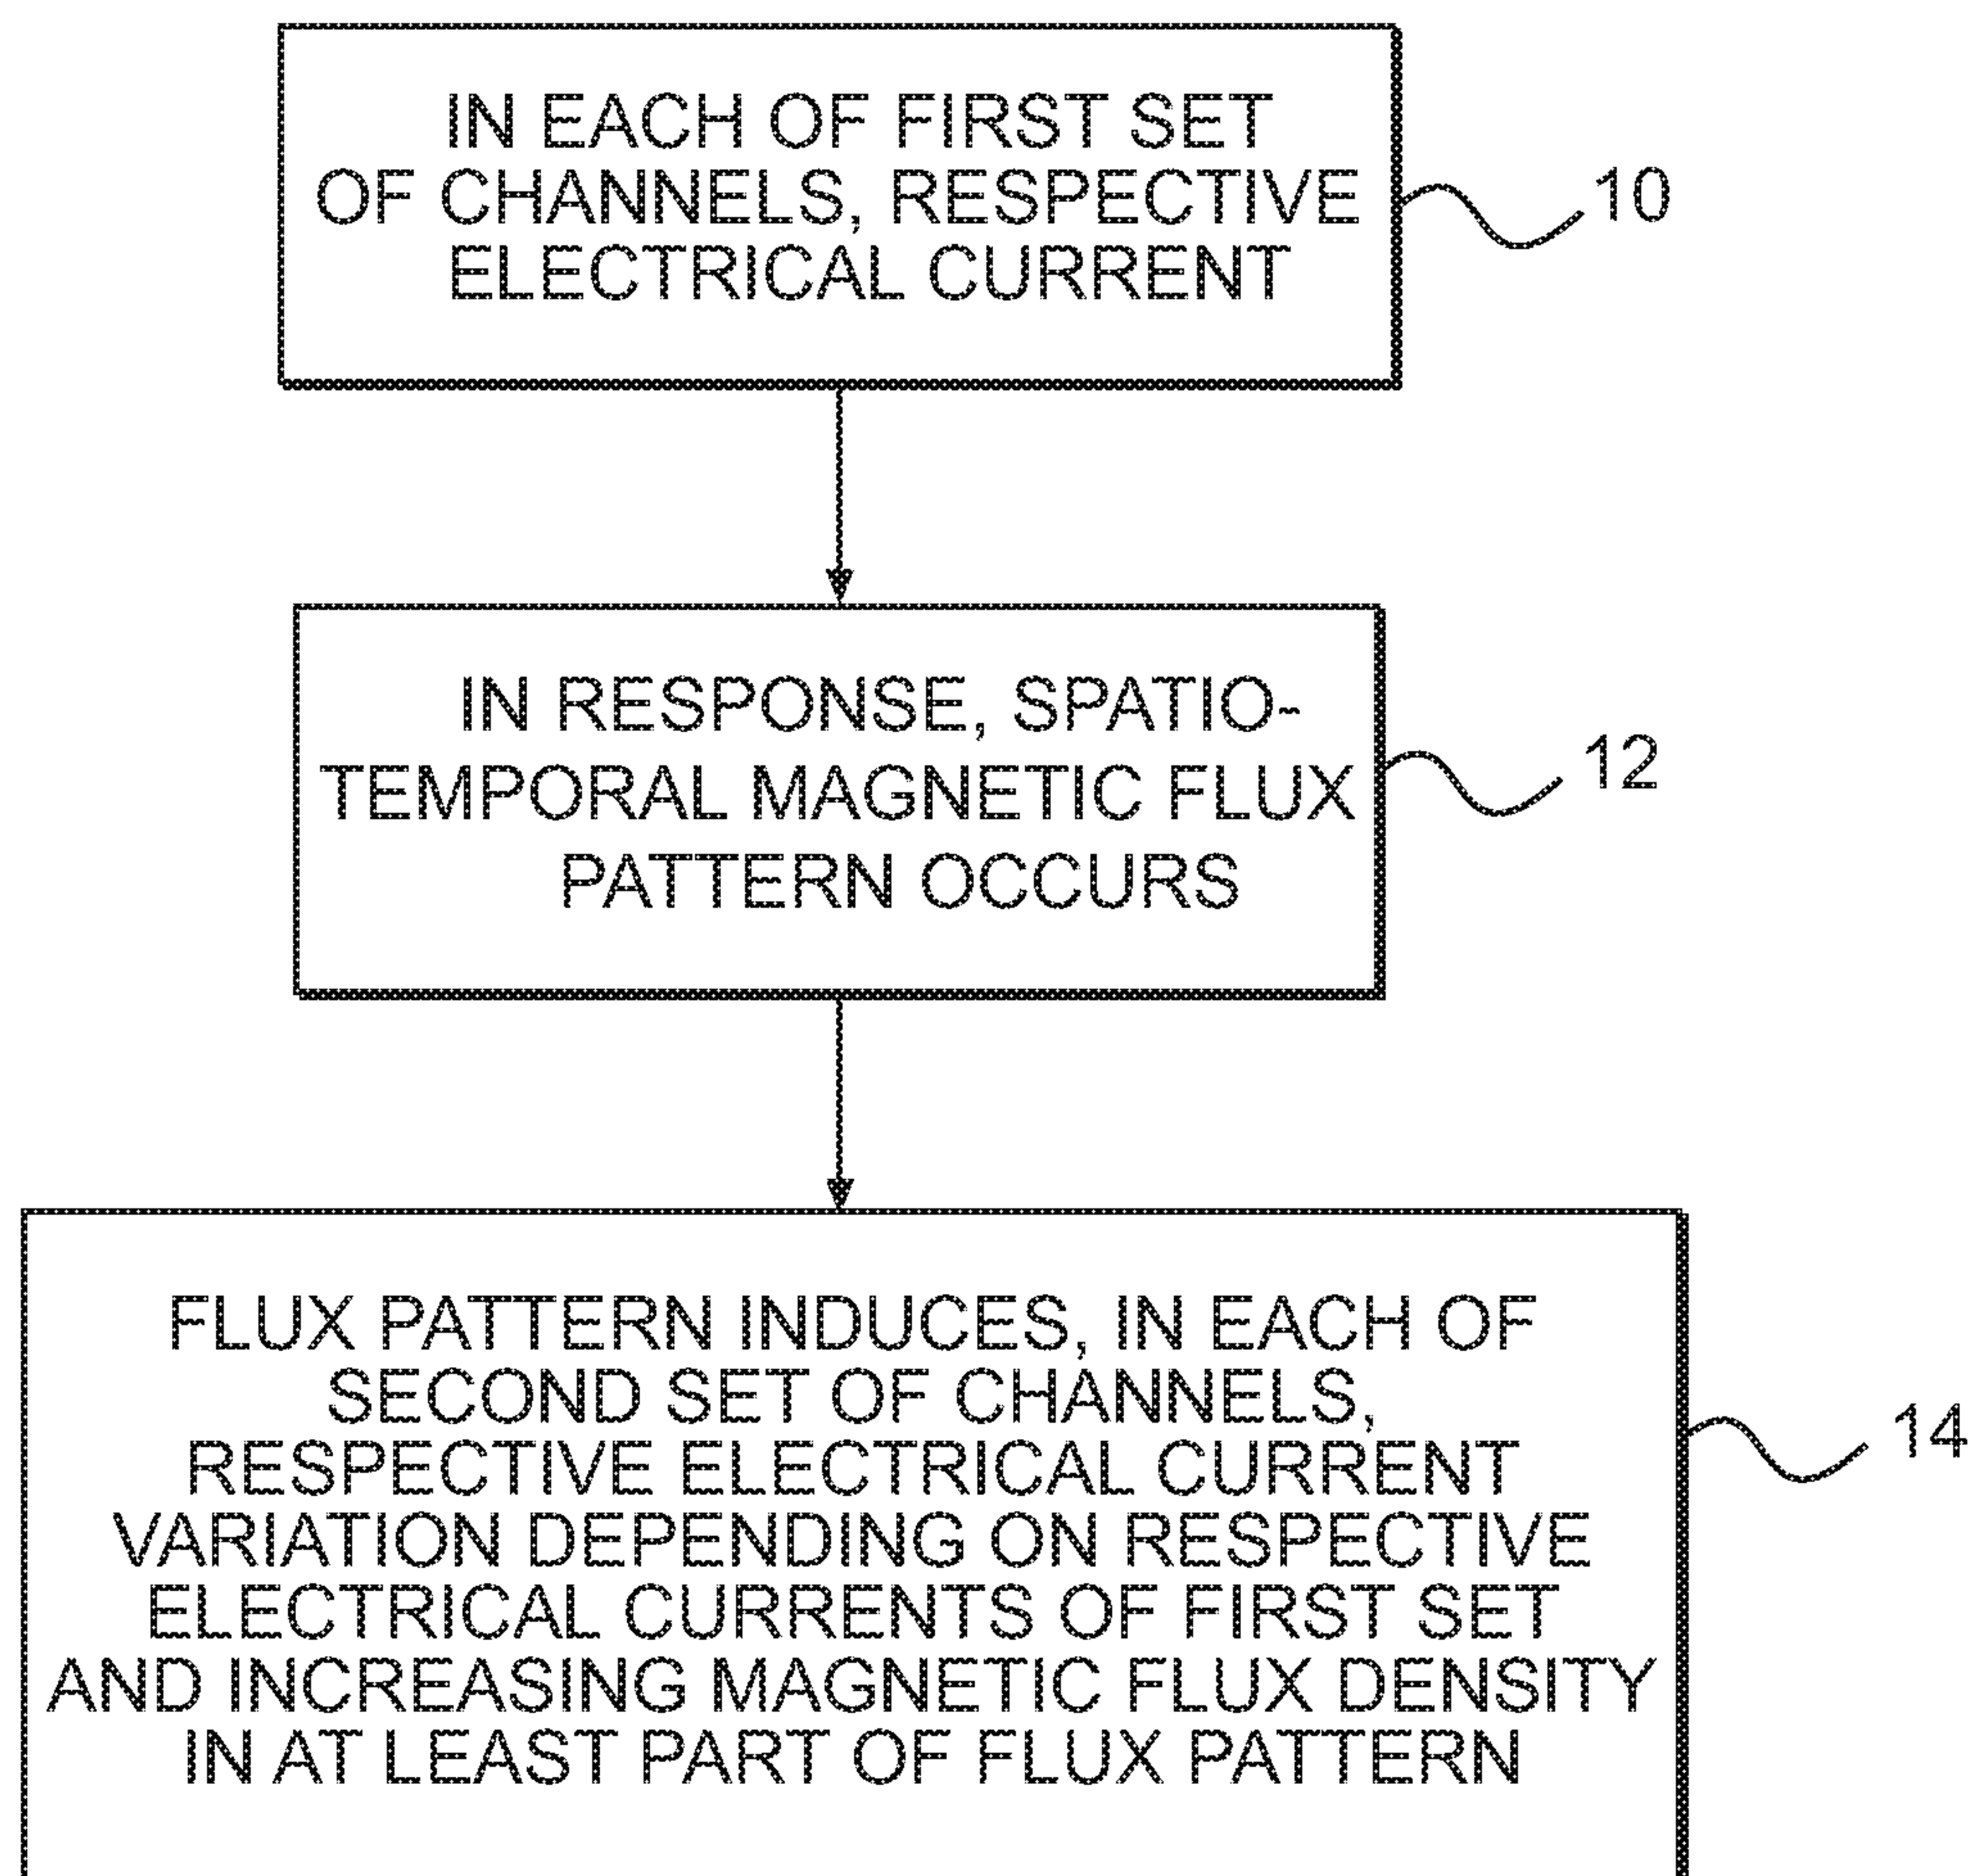 IN EACH OF FIRST SET
OF CHANNELS, RESPECTIVE
ELECTRICAL CURRENT
10
IN RESPONSE, SPATIO-
TEMPORAL MAGNETIC FLUX
PATTERN OCCURS
12
FLUX PATTERN INDUCES, IN EACH OF
SECOND SET OF CHANNELS,
RESPECTIVE ELECTRICAL CURRENT
VARIATION DEPENDING ON RESPECTIVE
ELECTRICAL CURRENTS OF FIRST SET
AND INCREASING MAGNETIC FLUX DENSITY
IN AT LEAST PART OF FLUX PATTERN
14